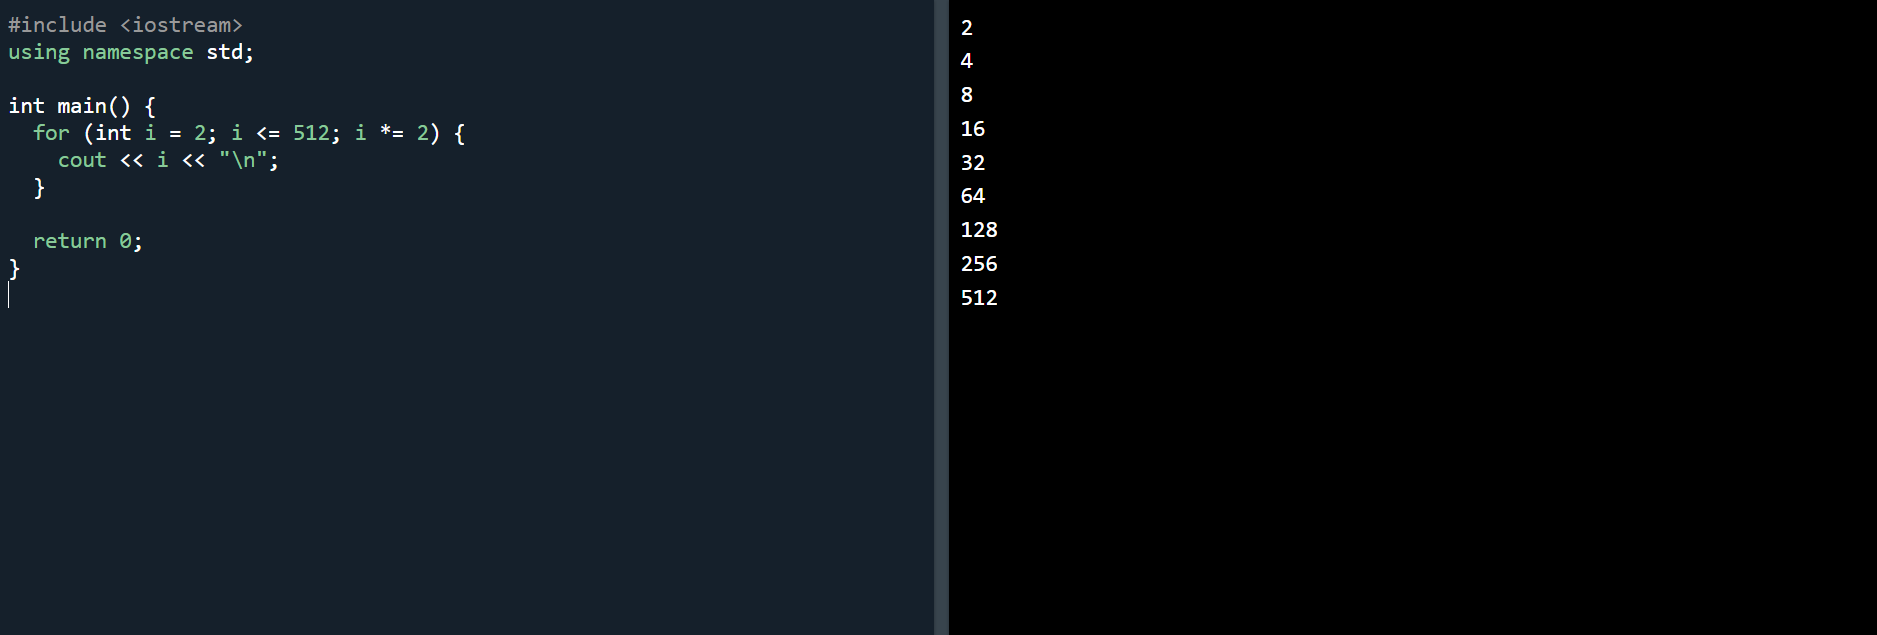 #include <iostream>
using namespace std;
int main() {
  for (int i = 2; i <= 512; i *= 2) {
    cout << i << "\n";
  }
  return 0;
}
2
4
8
16
32
64
128
256
512